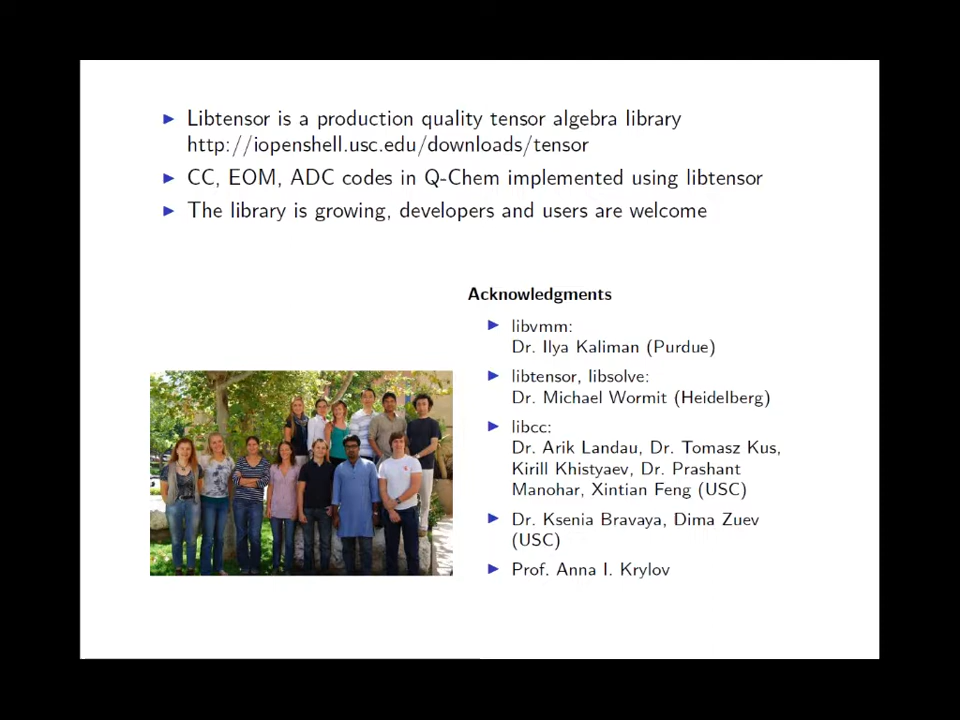 Libtensor is a production quality tensor algebra library
http://iopenshell.usc.edu/downloads/tensor
CC, EOM, ADC codes in Q-Chem implemented using libtensor
The library is growing, developers and users are welcome
Acknowledgments
libvmm:
Dr. Ilya Kaliman (Purdue)
libtensor, libsolve:
Dr. Michael Wormit (Heidelberg)
libcc:
Dr. Arik Landau, Dr. Tomasz Kus,
Kirill Khistyaev, Dr. Prashant
Manohar, Xintian Feng (USC)
Dr. Ksenia Bravaya, Dima Zuev
(USC)
Prof. Anna I. Krylov